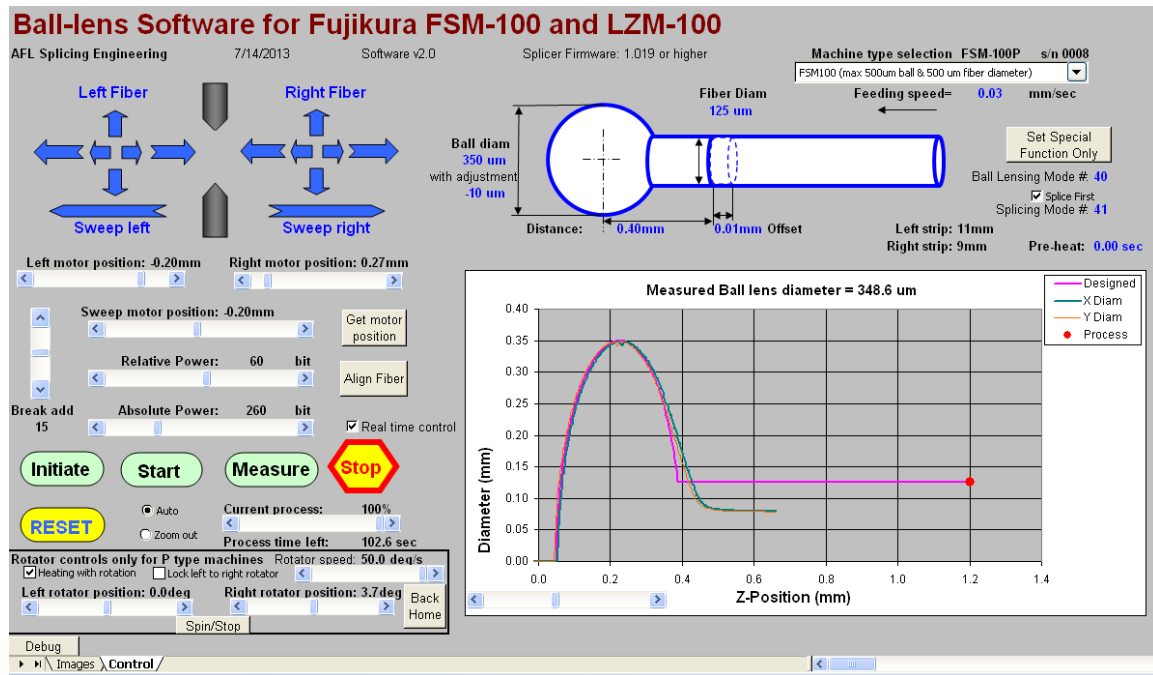 Ball-lens Software for Fujikura FSM-100 and LZM-100
AFL Splicing Engineering 7/14/2013 Software v2.0 Splicer Firmware: 1.019 or higher Machine type selection FSM-100P s/n 0008
FSM100 (max 500um ball & 500 um fiber diameter)
Left Fiber Right Fiber
Fiber Diam
125 um
Feeding speed= 0.03 mm/sec
Ball diam
350 um
with adjustment
-10 um
Set Special
Function Only
Ball Lensing Mode #: 40
Splice First
Splicing Mode #: 41
Sweep left Sweep right
Distance: 0.40mm 0.01mm Offset
Left strip: 11mm
Right strip: 9mm Pre-heat: 0.00 sec
Left motor position: -0.20mm Right motor position: 0.27mm
Sweep motor position: -0.20mm
Get motor
position
Relative Power: 60 bit
Align Fiber
Break add
15
Absolute Power: 260 bit
Real time control
Initiate Start Measure Stop
RESET
Auto
Zoom out
Current process: 100%
Process time left: 102.6 sec
Rotator controls only for P type machines Rotator speed: 50.0 deg/s
Heating with rotation Lock left to right rotator
Left rotator position: 0.0deg Right rotator position: 3.7deg
Back
Home
Spin/Stop
Debug
Images Control
Measured Ball lens diameter = 348.6 um
Designed
X Diam
Y Diam
Process
Diameter (mm)
0.40
0.35
0.30
0.25
0.20
0.15
0.10
0.05
0.00
0.0 0.2 0.4 0.6 0.8 1.0 1.2 1.4
Z-Position (mm)